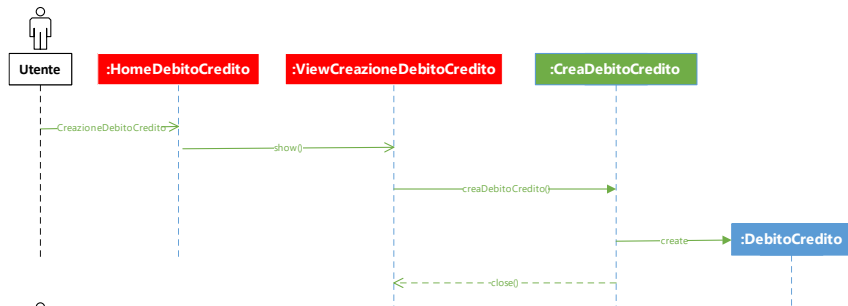 Utente
:HomeDebitoCredito
:ViewCreazioneDebitoCredito
:CreaDebitoCredito
CreazioneDebitoCredito
show()
creaDebitoCredito()
create
:DebitoCredito
close()